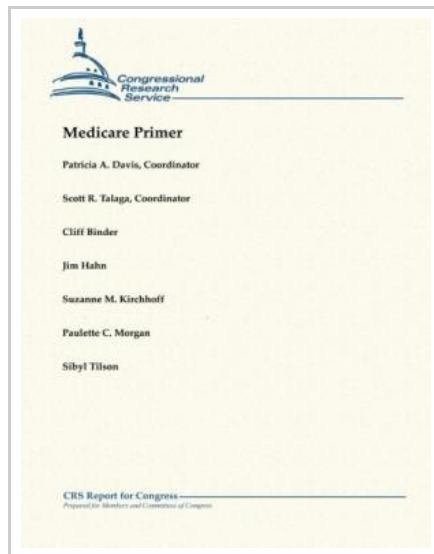 Congressional
Research
Service
Medicare Primer
Patricia A. Davis, Coordinator
Scott R. Talaga, Coordinator
Cliff Binder
Jim Hahn
Suzanne M. Kirchhoff
Paulette C. Morgan
Sibyl Tilson
CRS Report for Congress
Prepared for Members and Committees of Congress